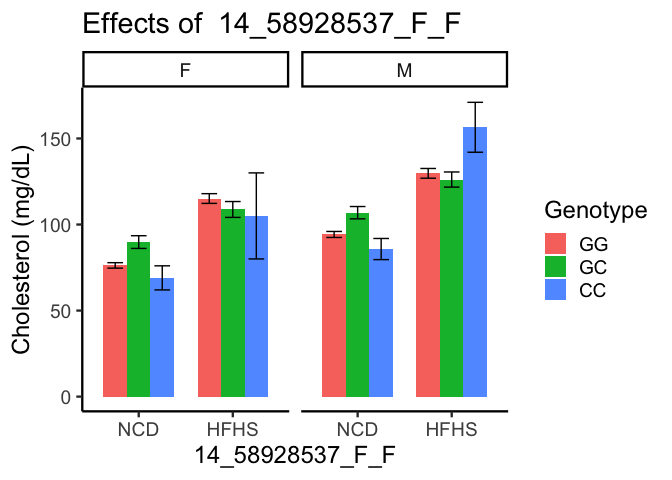 Effects of  14_58928537_F_F
F
M
Cholesterol (mg/dL)
150
100
50
0
NCD
HFHS
NCD
HFHS
14_58928537_F_F
Genotype
GG
GC
CC